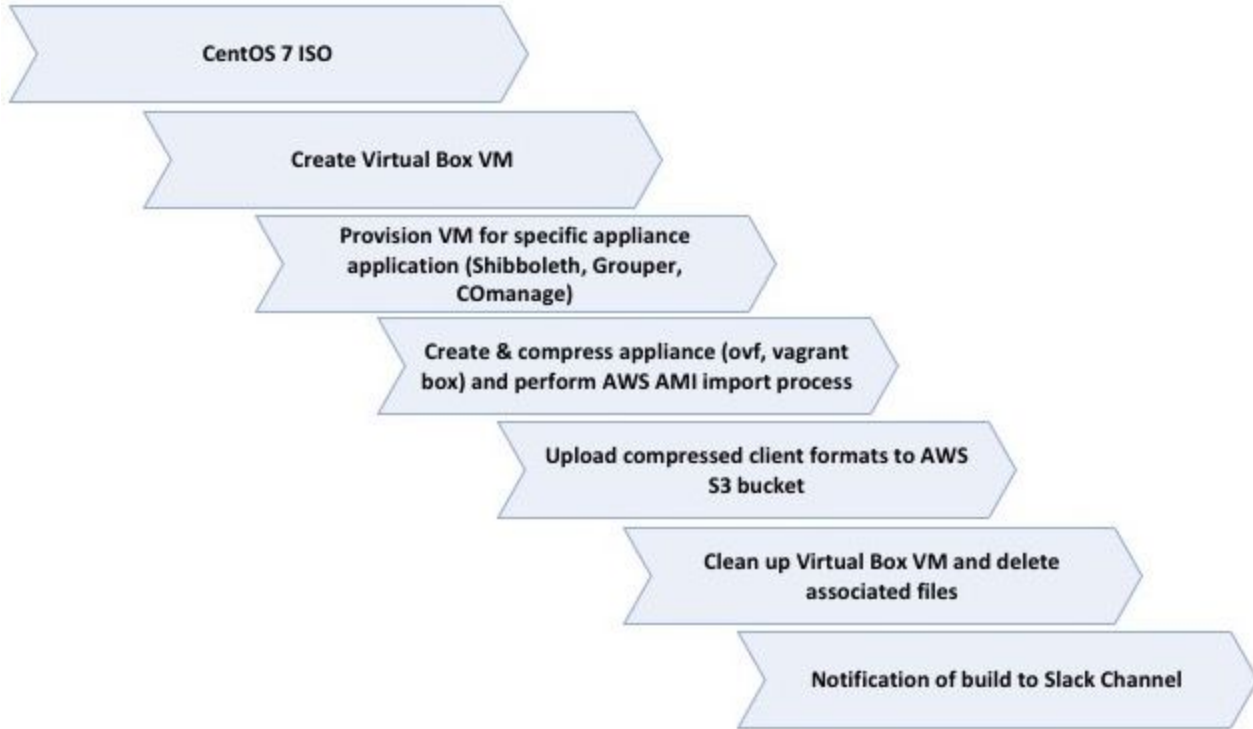 CentOS 7 ISO
Create Virtual Box VM
Provision VM for specific appliance
application (Shibboleth, Grouper,
COmanage)
Create & compress appliance (ovf, vagrant
box) and perform AWS AMI import process
Upload compressed client formats to AWS
S3 bucket
Clean up Virtual Box VM and delete
associated files
Notification of build to Slack Channel